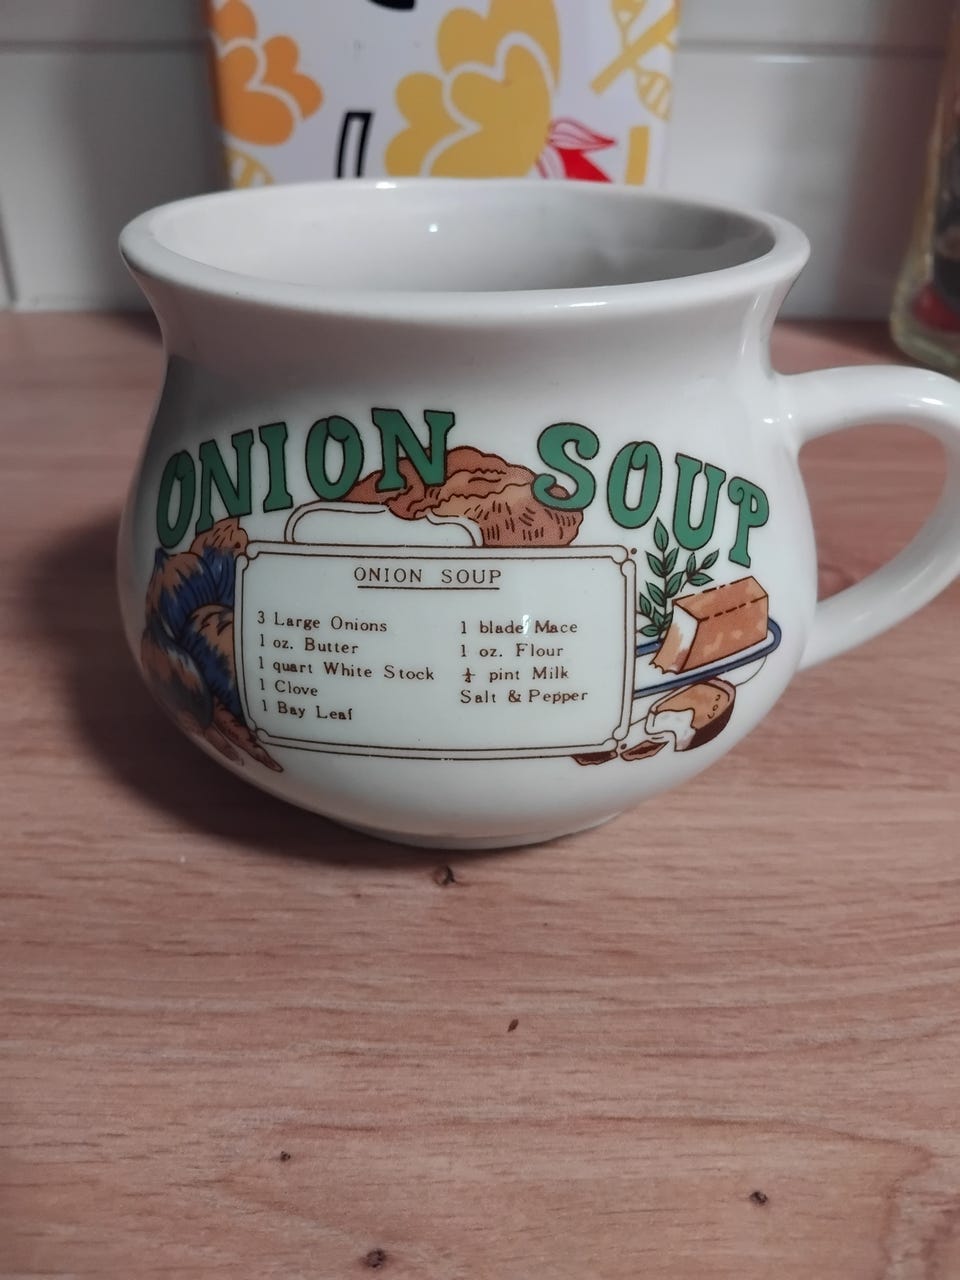 ONION SOUP
ONION SOUP
3 Large Onions
1 oz. Butter
1 quart White Stock
1 Clove
1 Bay Leaf
1 blade Mace
1 oz. Flour
¼ pint Milk
Salt & Pepper